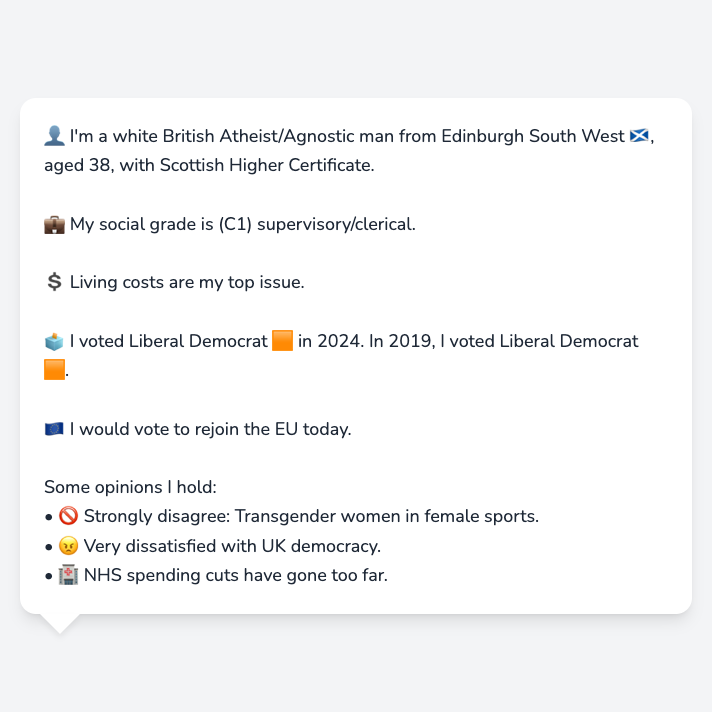 👤 I'm a white British Atheist/Agnostic man from Edinburgh South West 🏴󠁧󠁢󠁳󠁣󠁴󠁿,
aged 38, with Scottish Higher Certificate.
💼 My social grade is (C1) supervisory/clerical.
💲 Living costs are my top issue.
🗳️ I voted Liberal Democrat 🟧 in 2024. In 2019, I voted Liberal Democrat
🟧.
🇪🇺 I would vote to rejoin the EU today.
Some opinions I hold:
• 🚫 Strongly disagree: Transgender women in female sports.
• 😠 Very dissatisfied with UK democracy.
• 🏥 NHS spending cuts have gone too far.